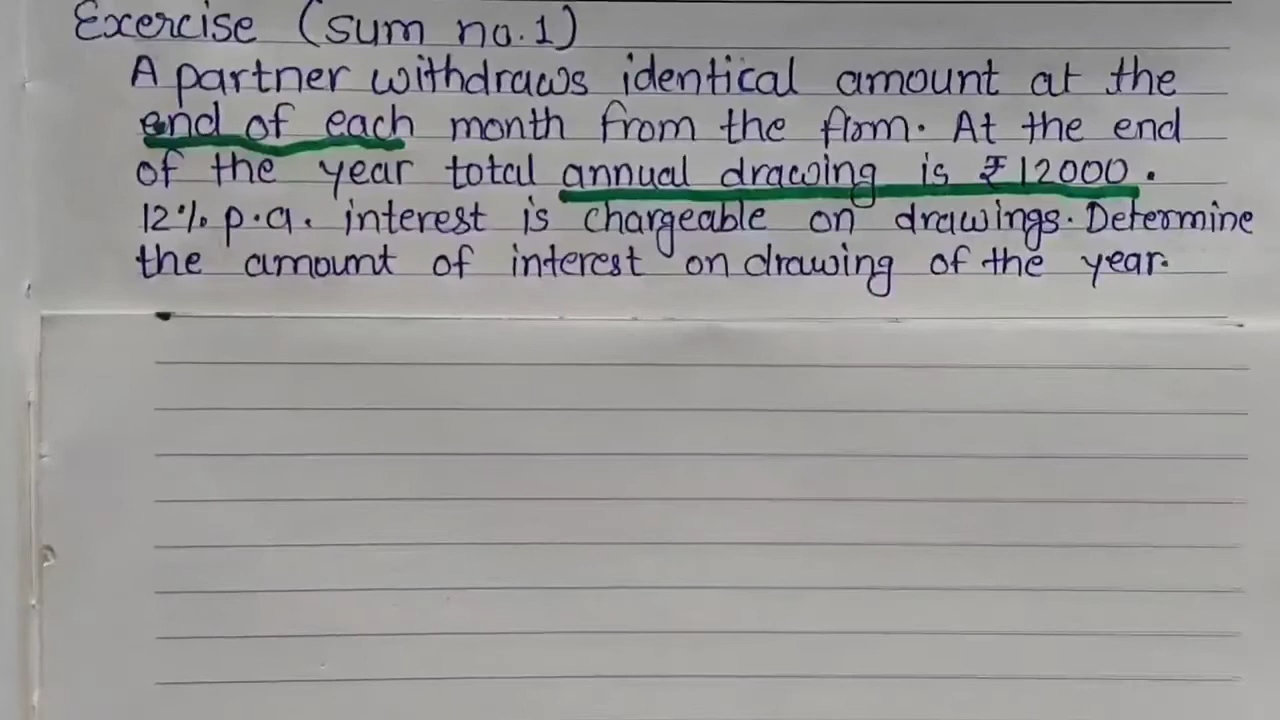 Exercise (sum no.1)
A partner withdraws identical amount at the
end of each month from the firm. At the end
of the year total annual drawing is ₹12000.
12% p.a. interest is chargeable on drawings. Determine
the amount of interest on drawing of the year.